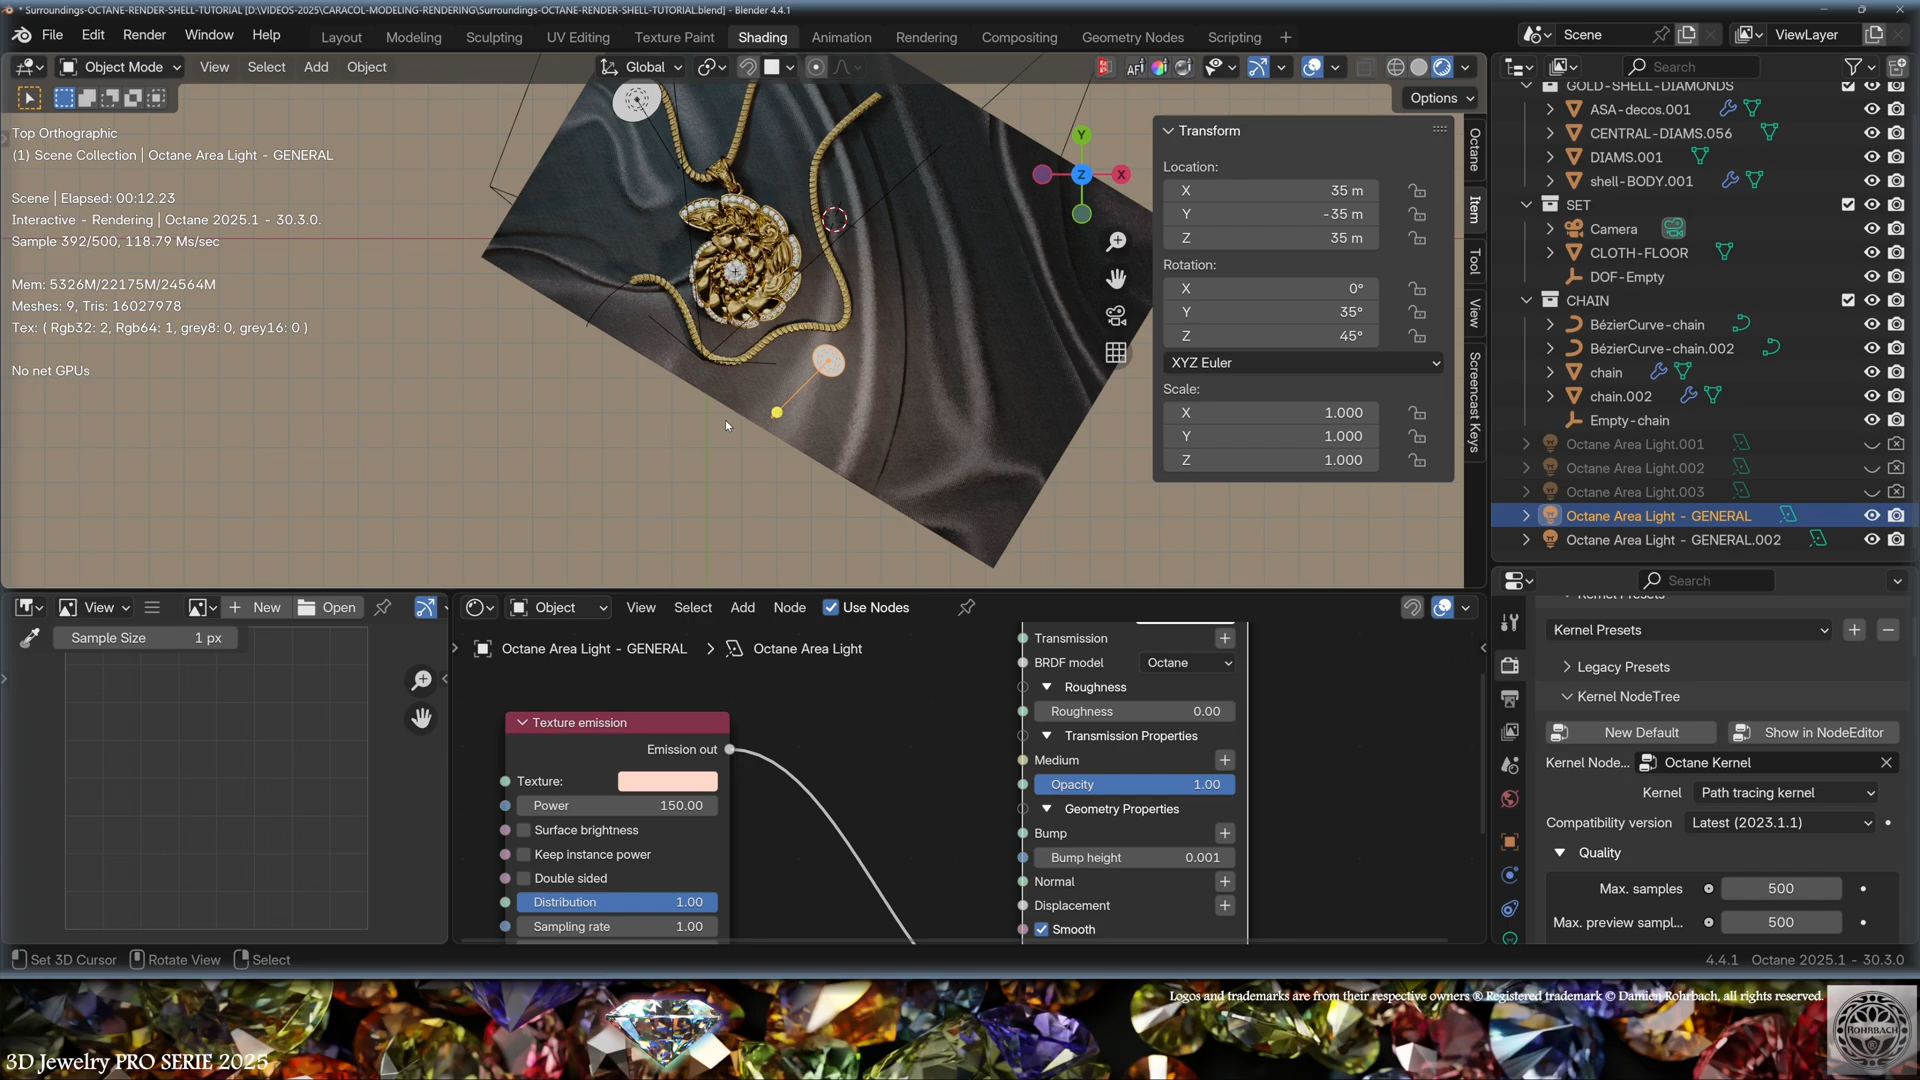 * Surroundings-OCTANE-RENDER-SHELL-TUTORIAL [D:\VIDEOS-2025\CARACOL-MODELING-RENDERING\Surroundings-OCTANE-RENDER-SHELL-TUTORIAL.blend] - Blender 4.4.1
File Edit Render Window Help
Layout Modeling Sculpting UV Editing Texture Paint Shading Animation Rendering Compositing Geometry Nodes Scripting +
Scene
ViewLayer
Object Mode View Select Add Object
Global
Options
Top Orthographic
(1) Scene Collection | Octane Area Light - GENERAL
Scene | Elapsed: 00:12.23
Interactive - Rendering | Octane 2025.1 - 30.3.0.
Sample 392/500, 118.79 Ms/sec
Mem: 5326M/22175M/24564M
Meshes: 9, Tris: 16027978
Tex: ( Rgb32: 2, Rgb64: 1, grey8: 0, grey16: 0 )
No net GPUs
Y
Z
X
Transform
Location:
X 35 m
Y -35 m
Z 35 m
Rotation:
X 0°
Y 35°
Z 45°
XYZ Euler
Scale:
X 1.000
Y 1.000
Z 1.000
Octane
Item
Tool
View
Screencast Keys
Search
GOLD-SHELL-DIAMONDS
ASA-decos.001
CENTRAL-DIAMS.056
DIAMS.001
shell-BODY.001
SET
Camera
CLOTH-FLOOR
DOF-Empty
CHAIN
BézierCurve-chain
BézierCurve-chain.002
chain
chain.002
Empty-chain
Octane Area Light.001
Octane Area Light.002
Octane Area Light.003
Octane Area Light - GENERAL
Octane Area Light - GENERAL.002
View
New
Open
Sample Size 1 px
Object View Select Add Node Use Nodes
Octane Area Light - GENERAL > Octane Area Light
Texture emission
Emission out
Texture:
Power 150.00
Surface brightness
Keep instance power
Double sided
Distribution 1.00
Sampling rate 1.00
Transmission
BRDF model Octane
Roughness
Roughness 0.00
Transmission Properties
Medium
Opacity 1.00
Geometry Properties
Bump
Bump height 0.001
Normal
Displacement
Smooth
Search
Kernel Presets
Kernel Presets
Legacy Presets
Kernel NodeTree
New Default
Show in NodeEditor
Kernel Node... Octane Kernel
Kernel Path tracing kernel
Compatibility version Latest (2023.1.1)
Quality
Max. samples 500
Max. preview sampl... 500
Set 3D Cursor Rotate View Select
4.4.1 Octane 2025.1 - 30.3.0
Logos and trademarks are from their respective owners ® Registered trademark © Damien Rohrbach, all rights reserved.
3D Jewelry PRO SERIE 2025
ROHRBACH